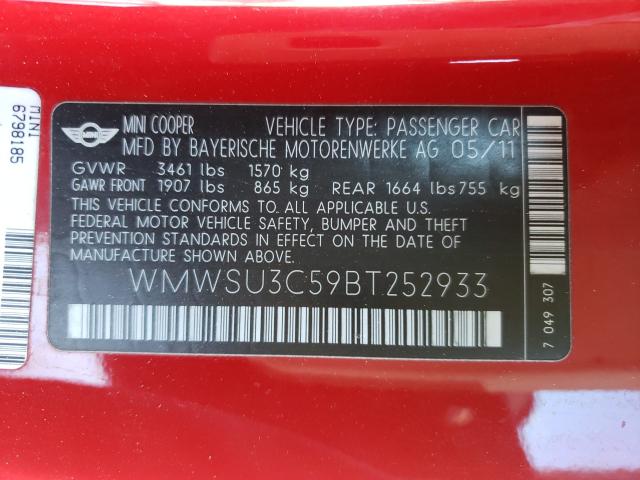 MINI
6798185
MINI
MINI COOPER VEHICLE TYPE: PASSENGER CAR
MFD BY BAYERISCHE MOTORENWERKE AG 05/11
GVWR 3461 lbs 1570 kg
GAWR FRONT 1907 lbs 865 kg REAR 1664 lbs 755 kg
THIS VEHICLE CONFORMS TO ALL APPLICABLE U.S.
FEDERAL MOTOR VEHICLE SAFETY, BUMPER AND THEFT
PREVENTION STANDARDS IN EFFECT ON THE DATE
OF MANUFACTURE SHOWN ABOVE:
WMWSU3C59BT252933
7 049 307